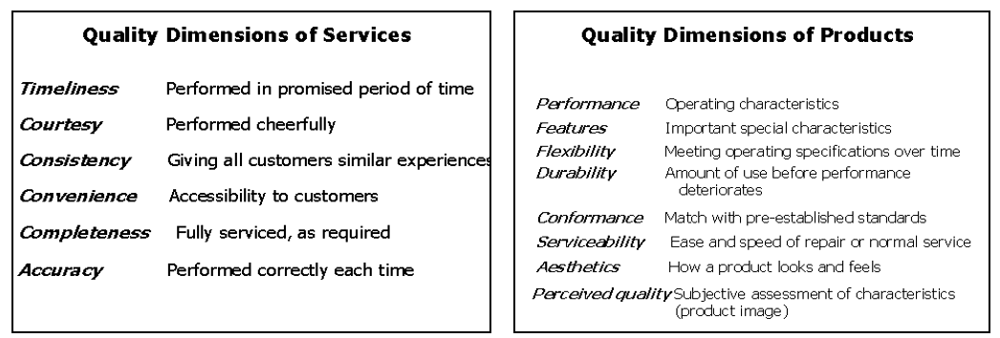 Quality Dimensions of Services
Timeliness Performed in promised period of time
Courtesy Performed cheerfully
Consistency Giving all customers similar experiences
Convenience Accessibility to customers
Completeness Fully serviced, as required
Accuracy Performed correctly each time
Quality Dimensions of Products
Performance Operating characteristics
Features Important special characteristics
Flexibility Meeting operating specifications over time
Durability Amount of use before performance
deteriorates
Conformance Match with pre-established standards
Serviceability Ease and speed of repair or normal service
Aesthetics How a product looks and feels
Perceived quality Subjective assessment of characteristics
(product image)